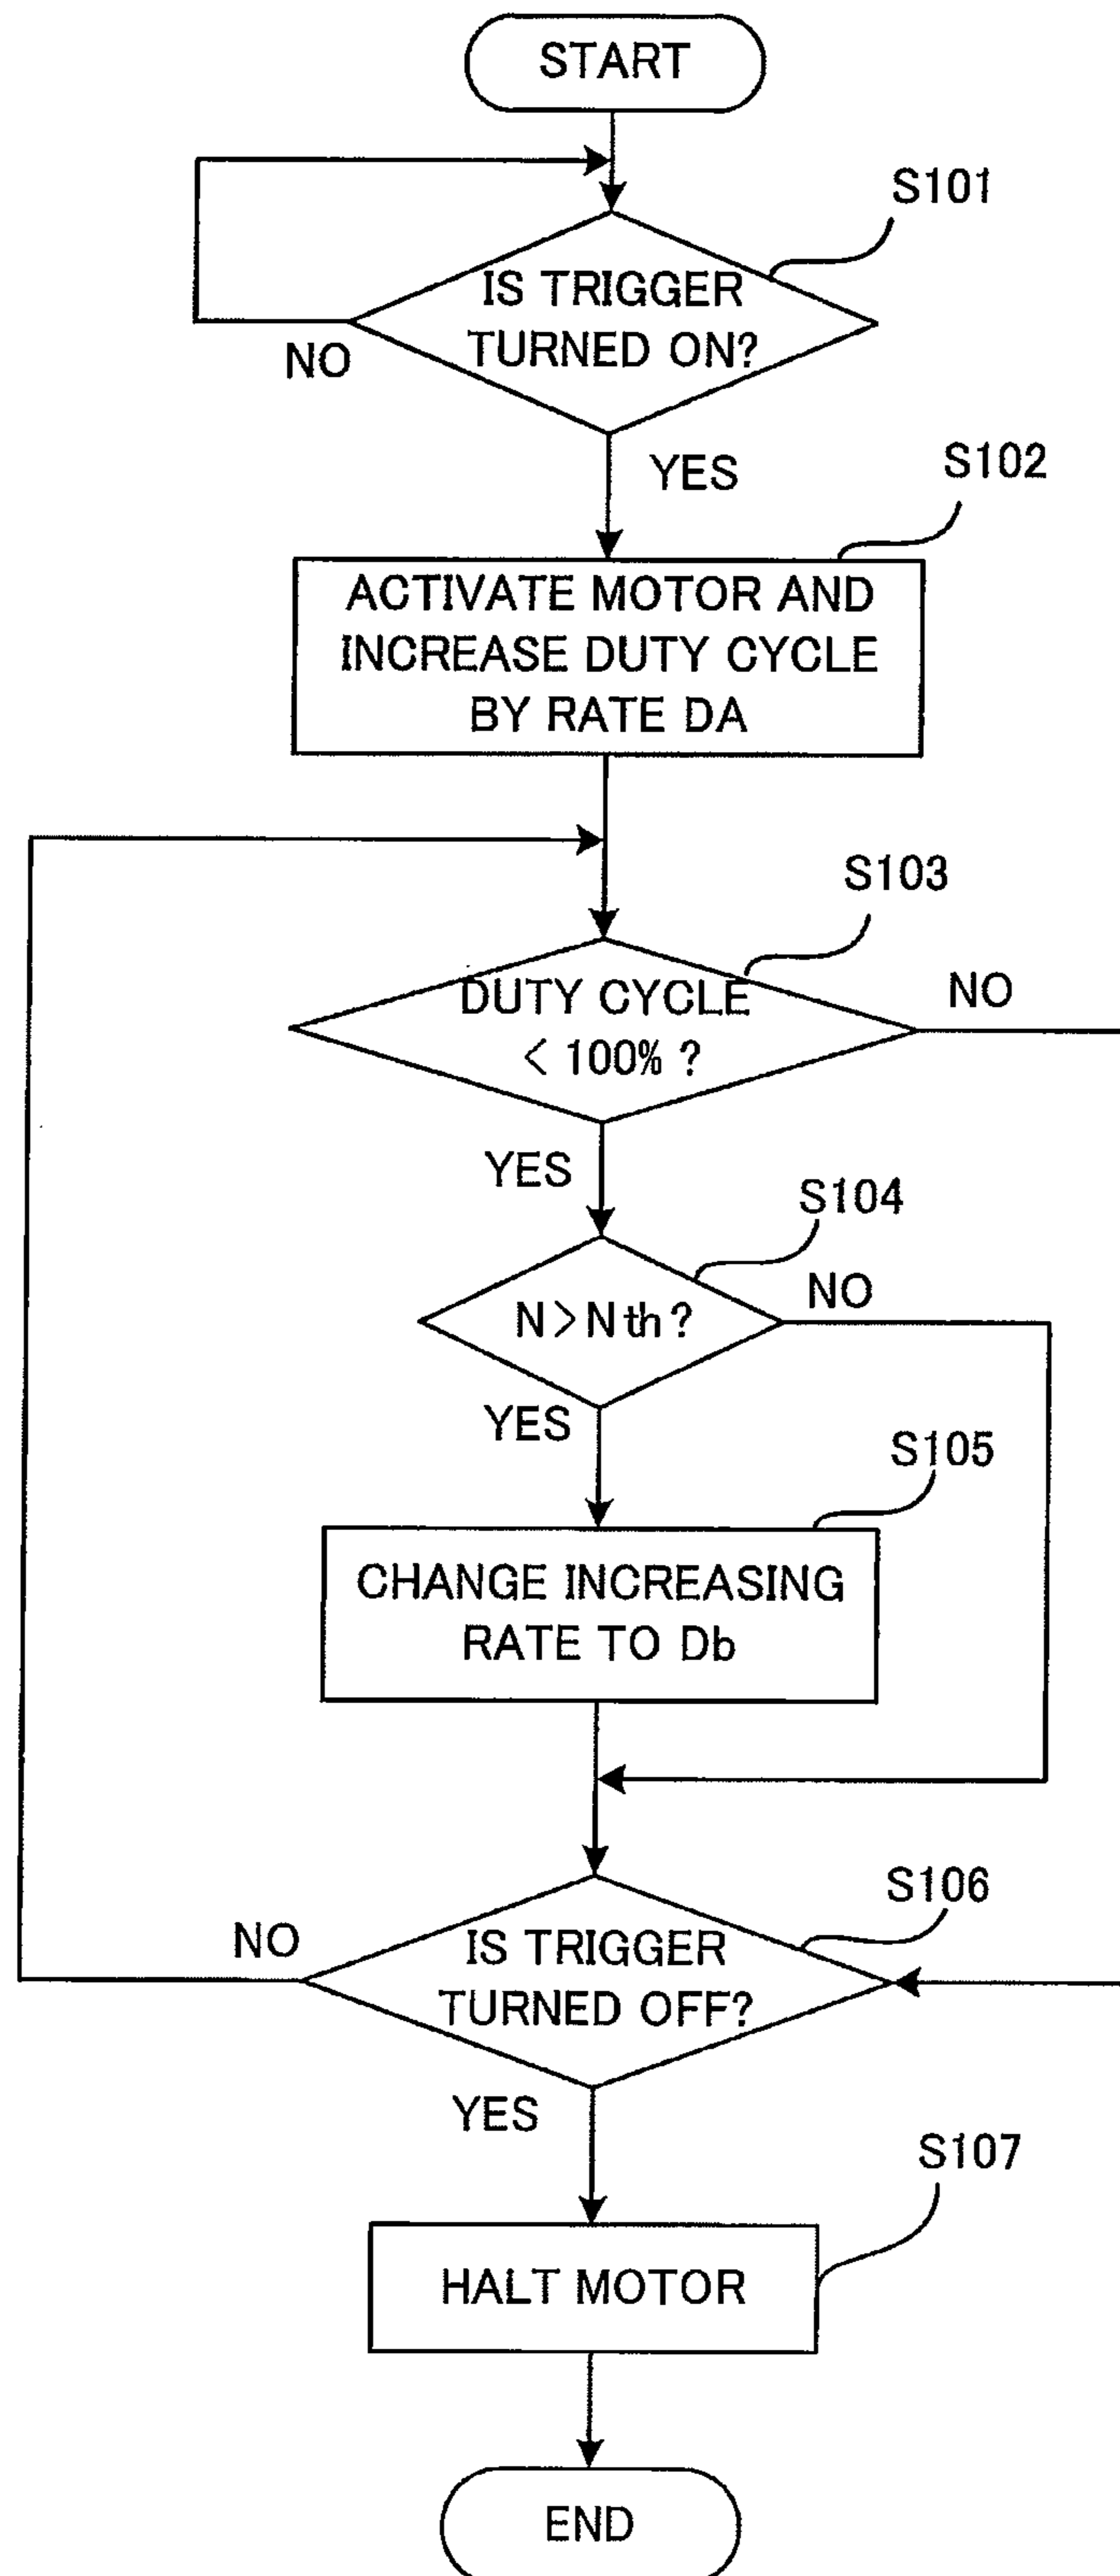 START
S101
IS TRIGGER
TURNED ON?
NO
YES
S102
ACTIVATE MOTOR AND
INCREASE DUTY CYCLE
BY RATE DA
S103
DUTY CYCLE
< 100% ?
NO
YES
S104
N>Nth?
NO
YES
S105
CHANGE INCREASING
RATE TO Db
S106
IS TRIGGER
TURNED OFF?
NO
YES
S107
HALT MOTOR
END